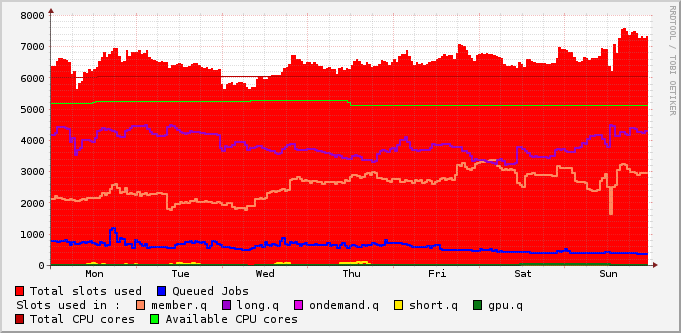 8000
7000
6000
5000
4000
3000
2000
1000
0
Mon Tue Wed Thu Fri Sat Sun
RRDTOOL / TOBI OETIKER
Total slots used Queued Jobs
Slots used in : member.q long.q ondemand.q short.q gpu.q
Total CPU cores Available CPU cores